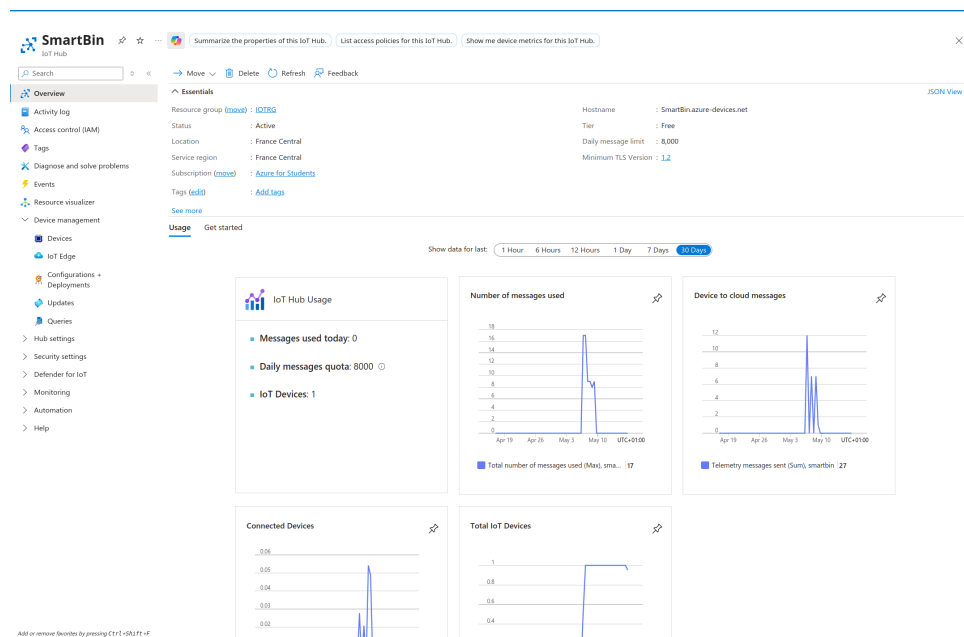 SmartBin
IoT Hub
Summarize the properties of this IoT Hub.
List access policies for this IoT Hub.
Show me device metrics for this IoT Hub.
Search
Move
Delete
Refresh
Feedback
Overview
Activity log
Access control (IAM)
Tags
Diagnose and solve problems
Events
Resource visualizer
Device management
Devices
IoT Edge
Configurations +
Deployments
Updates
Queries
Hub settings
Security settings
Defender for IoT
Monitoring
Automation
Help
Add or remove favorites by pressing Ctrl+Shift+F
Essentials
JSON View
Resource group (move) : IOTRG
Status : Active
Location : France Central
Service region : France Central
Subscription (move) : Azure for Students
Tags (edit) : Add tags
See more
Hostname : SmartBin.azure-devices.net
Tier : Free
Daily message limit : 8,000
Minimum TLS Version : 1.2
Usage Get started
Show data for last: 1 Hour 6 Hours 12 Hours 1 Day 7 Days 30 Days
IoT Hub Usage
Messages used today: 0
Daily messages quota: 8000
IoT Devices: 1
Number of messages used
18
16
14
12
10
8
6
4
2
0
Apr 19 Apr 26 May 3 May 10 UTC+01:00
Total number of messages used (Max), sma... 17
Device to cloud messages
12
10
8
6
4
2
0
Apr 19 Apr 26 May 3 May 10 UTC+01:00
Telemetry messages sent (Sum), smartbin 27
Connected Devices
0.06
0.05
0.04
0.03
0.02
Total IoT Devices
1
0.8
0.6
0.4